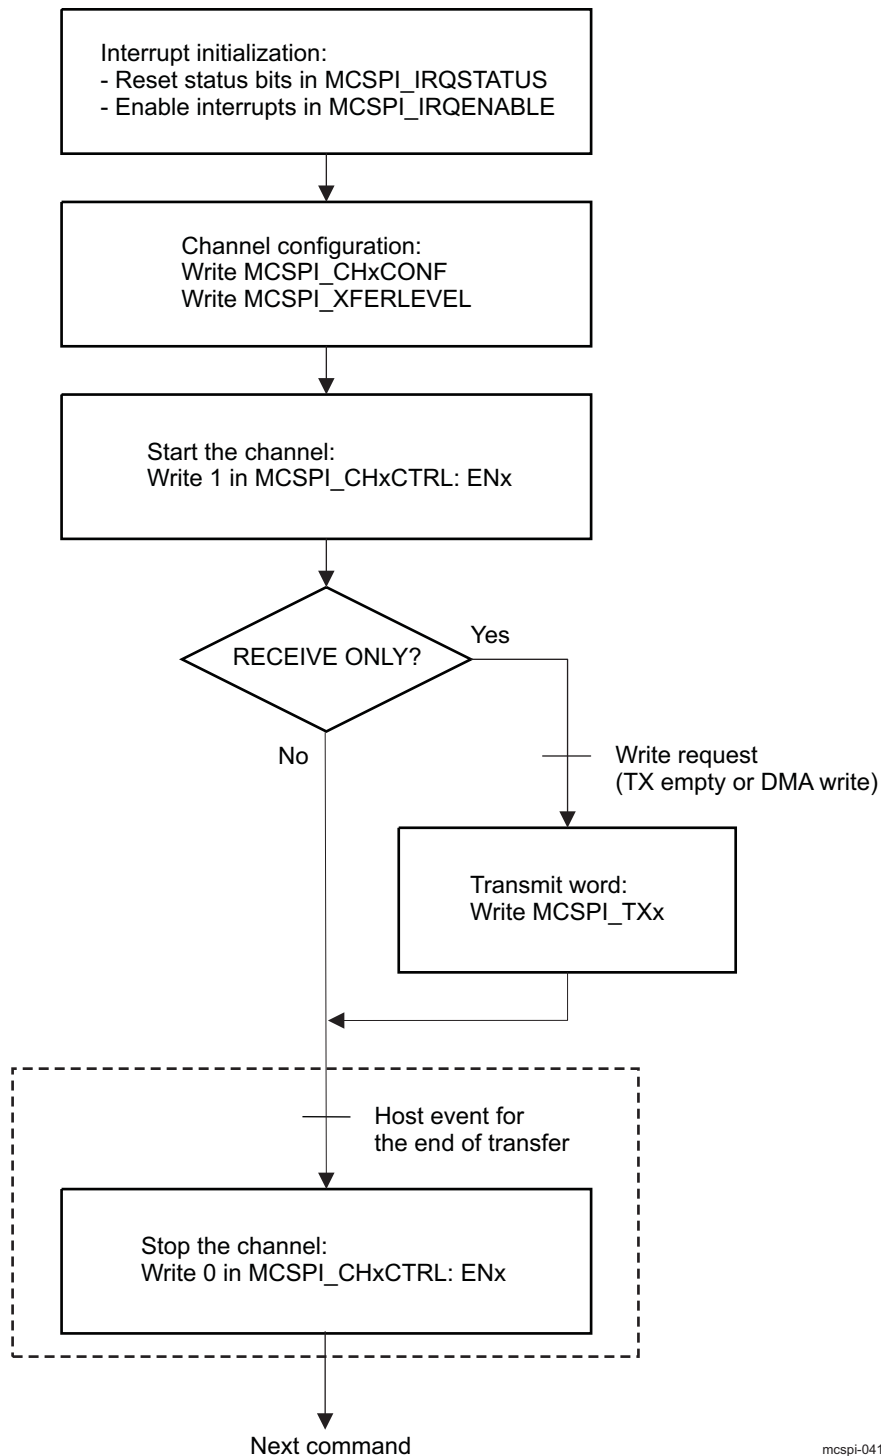 Interrupt initialization:
- Reset status bits in MCSPI_IRQSTATUS
- Enable interrupts in MCSPI_IRQENABLE
Channel configuration:
Write MCSPI_CHxCONF
Write MCSPI_XFERLEVEL
Start the channel:
Write 1 in MCSPI_CHxCTRL: ENx
RECEIVE ONLY?
Yes
No
Write request
(TX empty or DMA write)
Transmit word:
Write MCSPI_TXx
Host event for
the end of transfer
Stop the channel:
Write 0 in MCSPI_CHxCTRL: ENx
Next command
mcspi-041